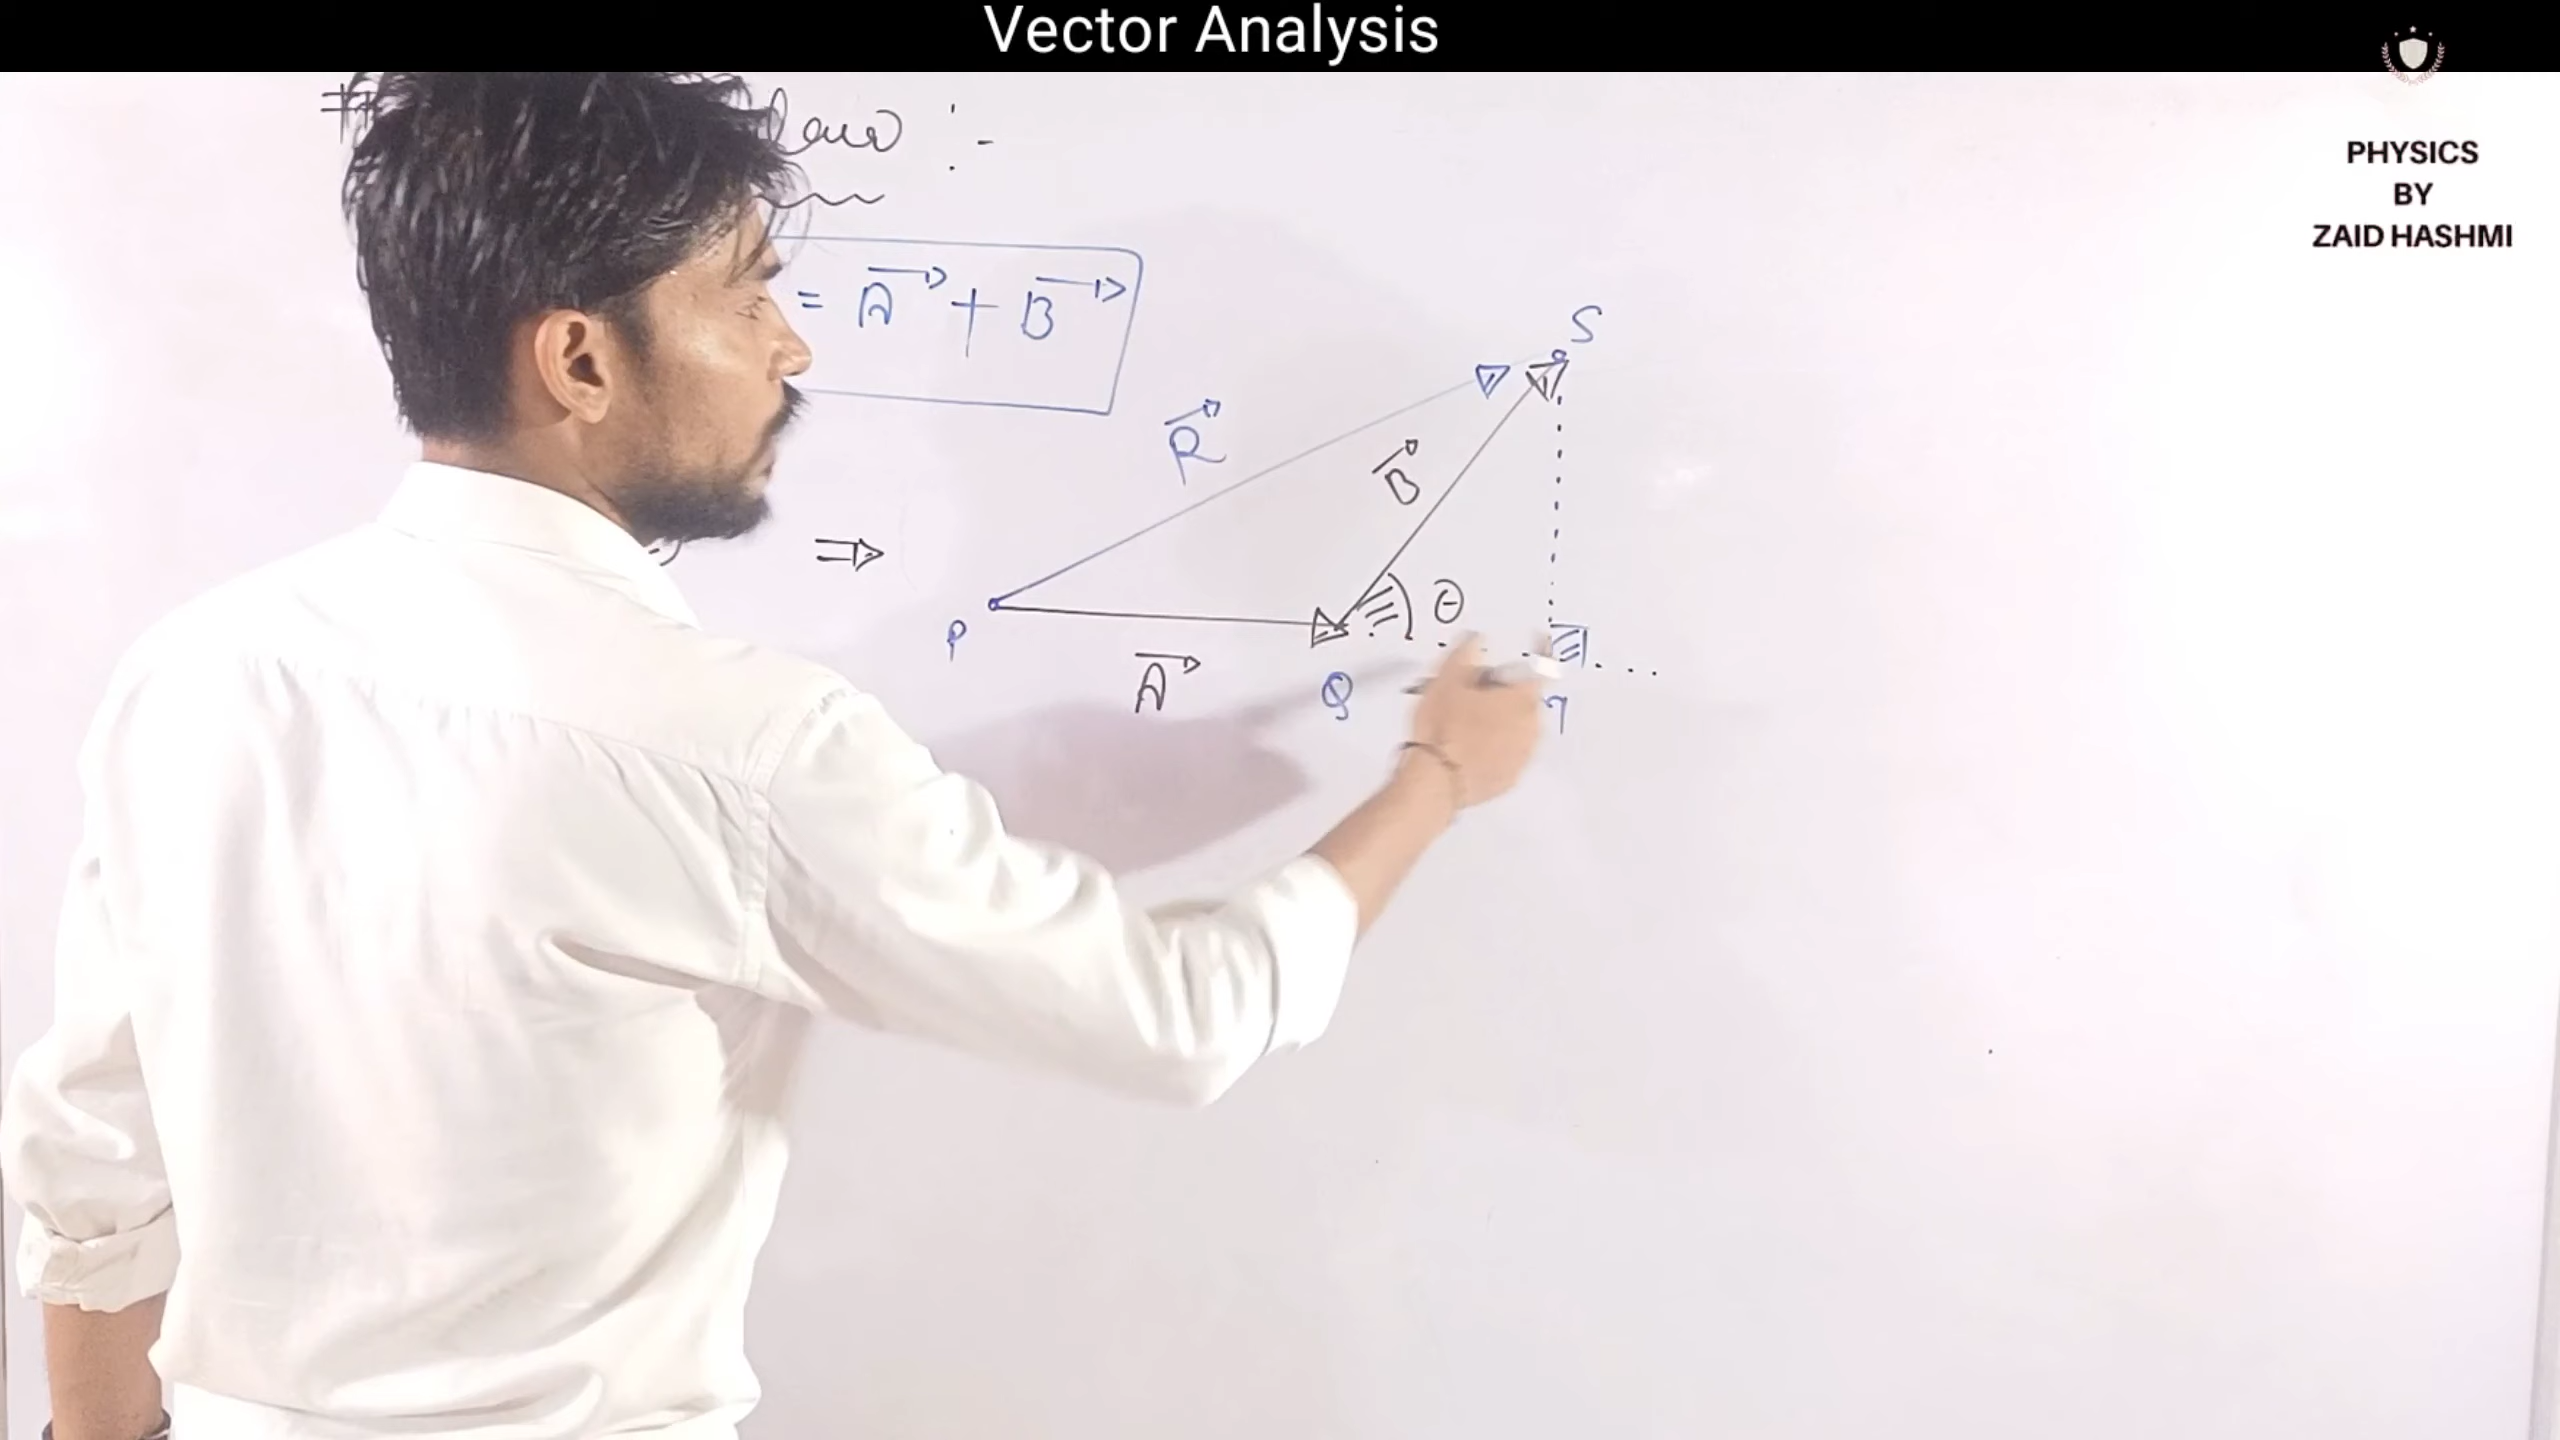 Vector Analysis
PHYSICS
BY
ZAID HASHMI
# law :-
= A + B
S
R
B
⇒
θ
P
A
Q
T